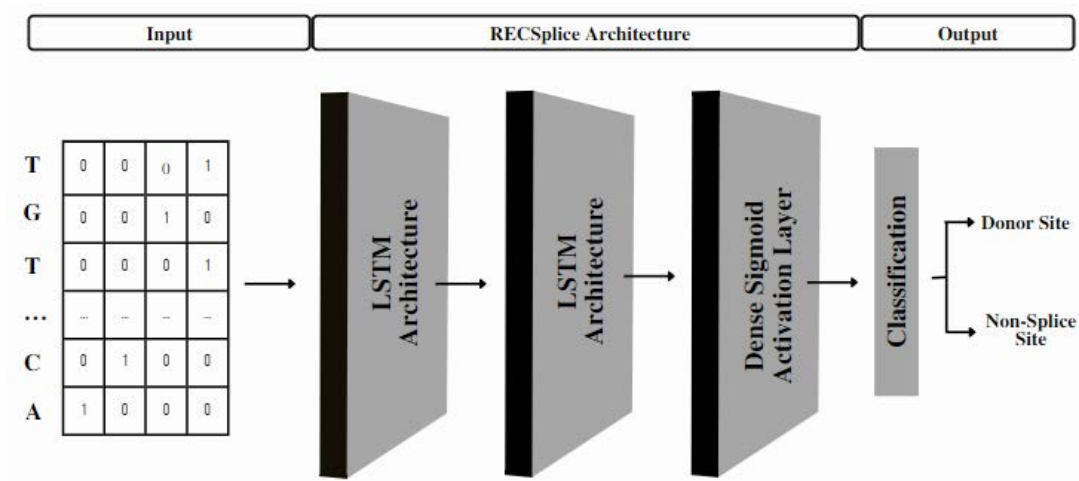 Input RECSplice Architecture Output
T 0 0 () 1
G 0 0 1 0
T 0 0 0 1
... ... ... ... ...
C 0 1 0 0
A 1 0 0 0
LSTM
Architecture
LSTM
Architecture
Dense Sigmoid
Activation Layer
Classification
Donor Site
Non-Splice
Site